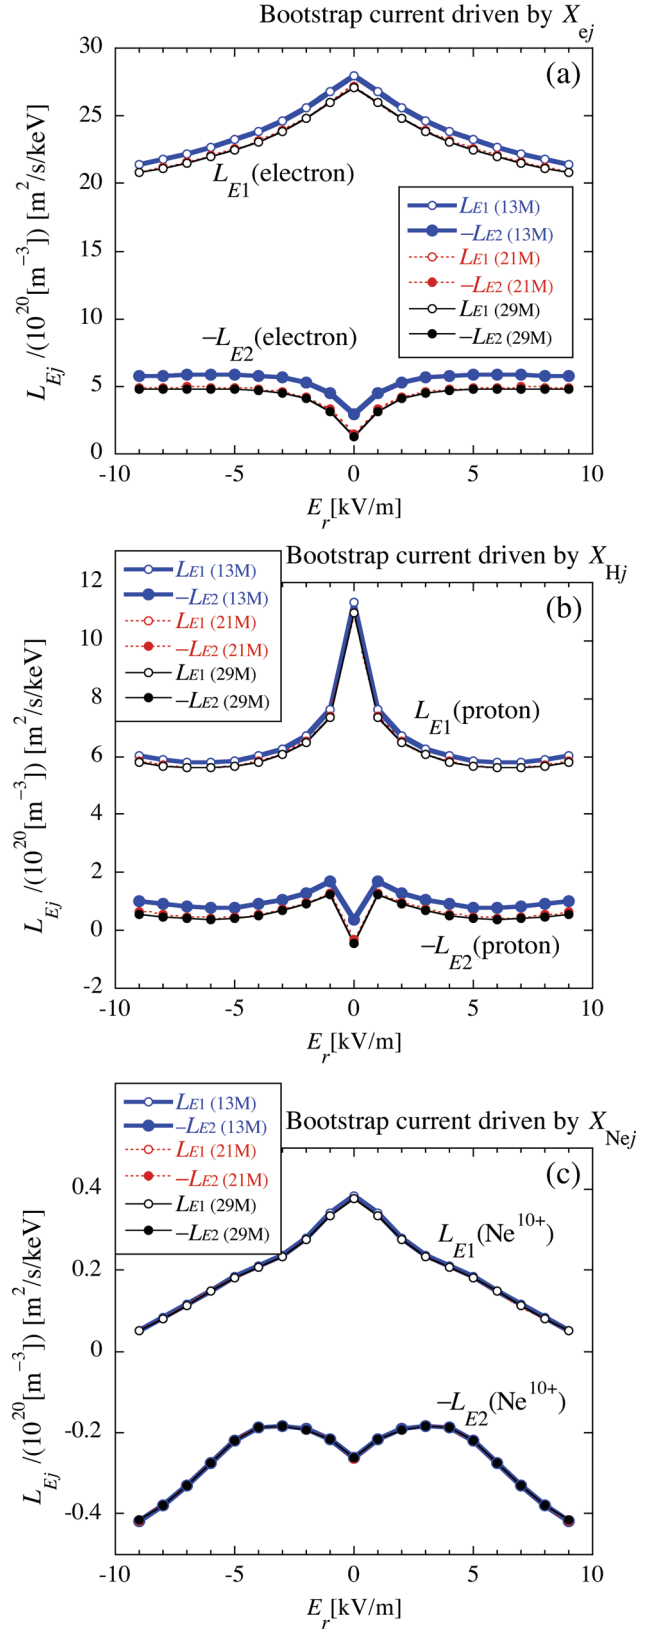 Bootstrap current driven by X_ej
(a)
30
25
20
15
10
5
0
L_Ej /(10^20[m^−3]) [m^2/s/keV]
L_E1(electron)
L_E1 (13M)
−L_E2 (13M)
L_E1 (21M)
−L_E2 (21M)
L_E1 (29M)
−L_E2 (29M)
−L_E2(electron)
-10 -5 0 5 10
E_r[kV/m]
Bootstrap current driven by X_Hj
L_E1 (13M)
−L_E2 (13M)
L_E1 (21M)
−L_E2 (21M)
L_E1 (29M)
−L_E2 (29M)
(b)
12
10
8
6
4
2
0
-2
L_Ej /(10^20[m^−3]) [m^2/s/keV]
L_E1(proton)
−L_E2(proton)
-10 -5 0 5 10
E_r[kV/m]
L_E1 (13M)
−L_E2 (13M)
L_E1 (21M)
−L_E2 (21M)
L_E1 (29M)
−L_E2 (29M)
Bootstrap current driven by X_Nej
(c)
0.4
0.2
0
-0.2
-0.4
L_Ej /(10^20[m^−3]) [m^2/s/keV]
L_E1(Ne^10+)
−L_E2(Ne^10+)
-10 -5 0 5 10
E_r[kV/m]